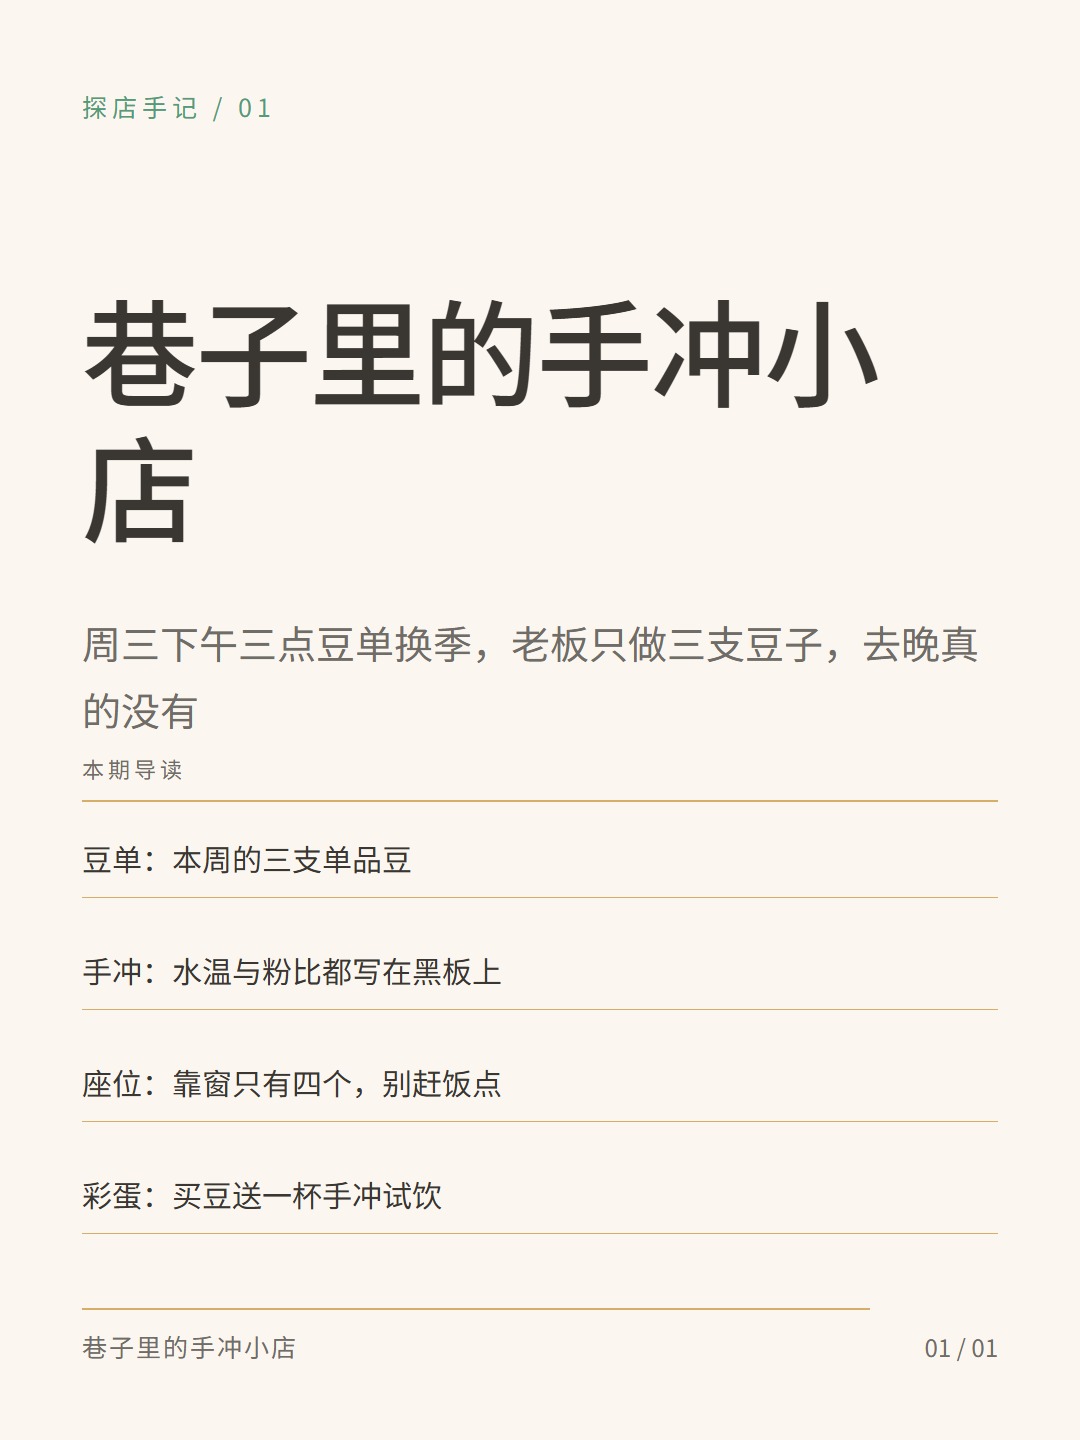 探店手记 / 01
巷子里的手冲小
店
周三下午三点豆单换季，老板只做三支豆子，去晚真
的没有
本期导读
豆单：本周的三支单品豆
手冲：水温与粉比都写在黑板上
座位：靠窗只有四个，别赶饭点
彩蛋：买豆送一杯手冲试饮
巷子里的手冲小店
01 / 01